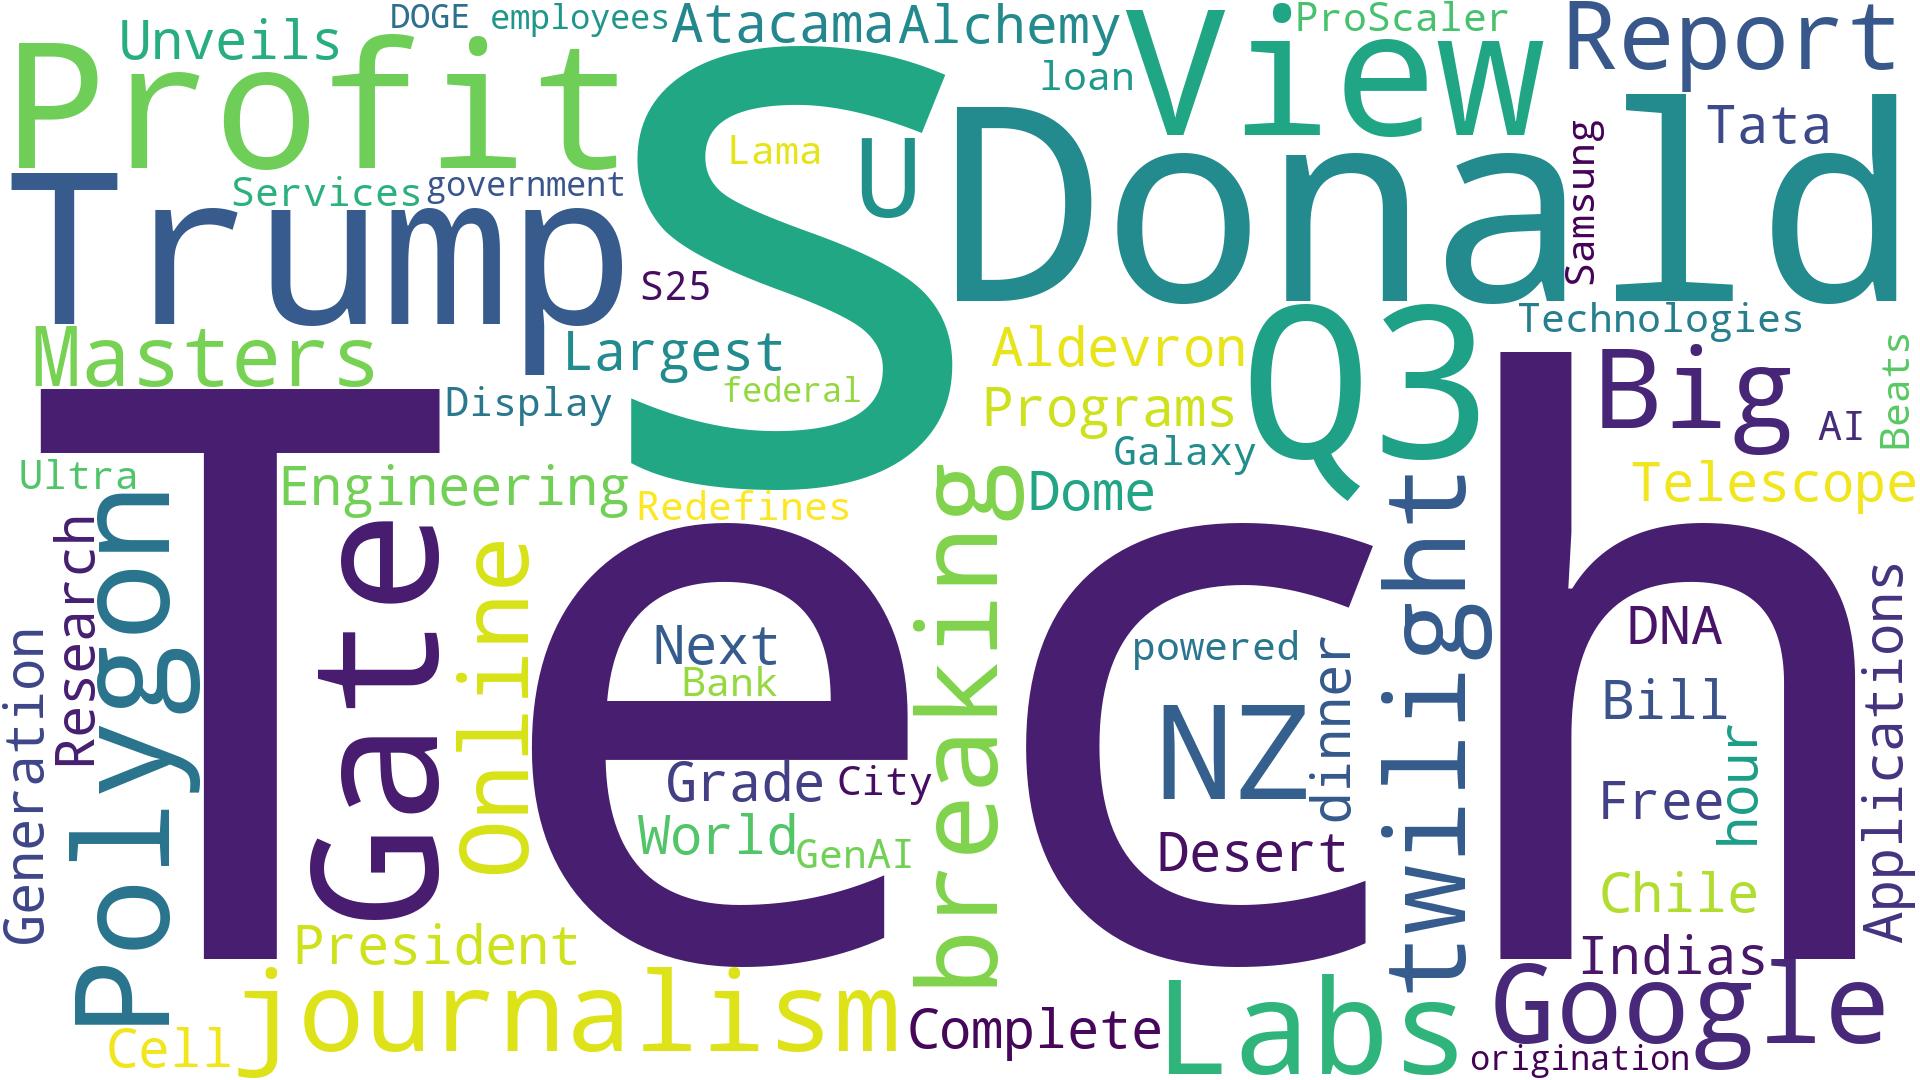 DOGE
employees
Atacama
Alchemy
View
ProScaler
Report
Unveils
Profit
S
loan
Donald
Tata
Lama
U
Samsung
Trump
Services
government
S25
Q3
Technologies
Masters
Largest
Aldevron
Big
AI
Beats
Tech
Display
federal
Programs
Galaxy
Ultra
Engineering
Redefines
breaking
Dome
twilight
Telescope
Polygon
Research
Gate
Online
Generation
Next
Bank
powered
dinner
DNA
Bill
Applications
NZ
Grade
City
Free
hour
World
GenAI
Desert
Chile
President
Indias
journalism
Complete
Labs
Google
Cell
origination